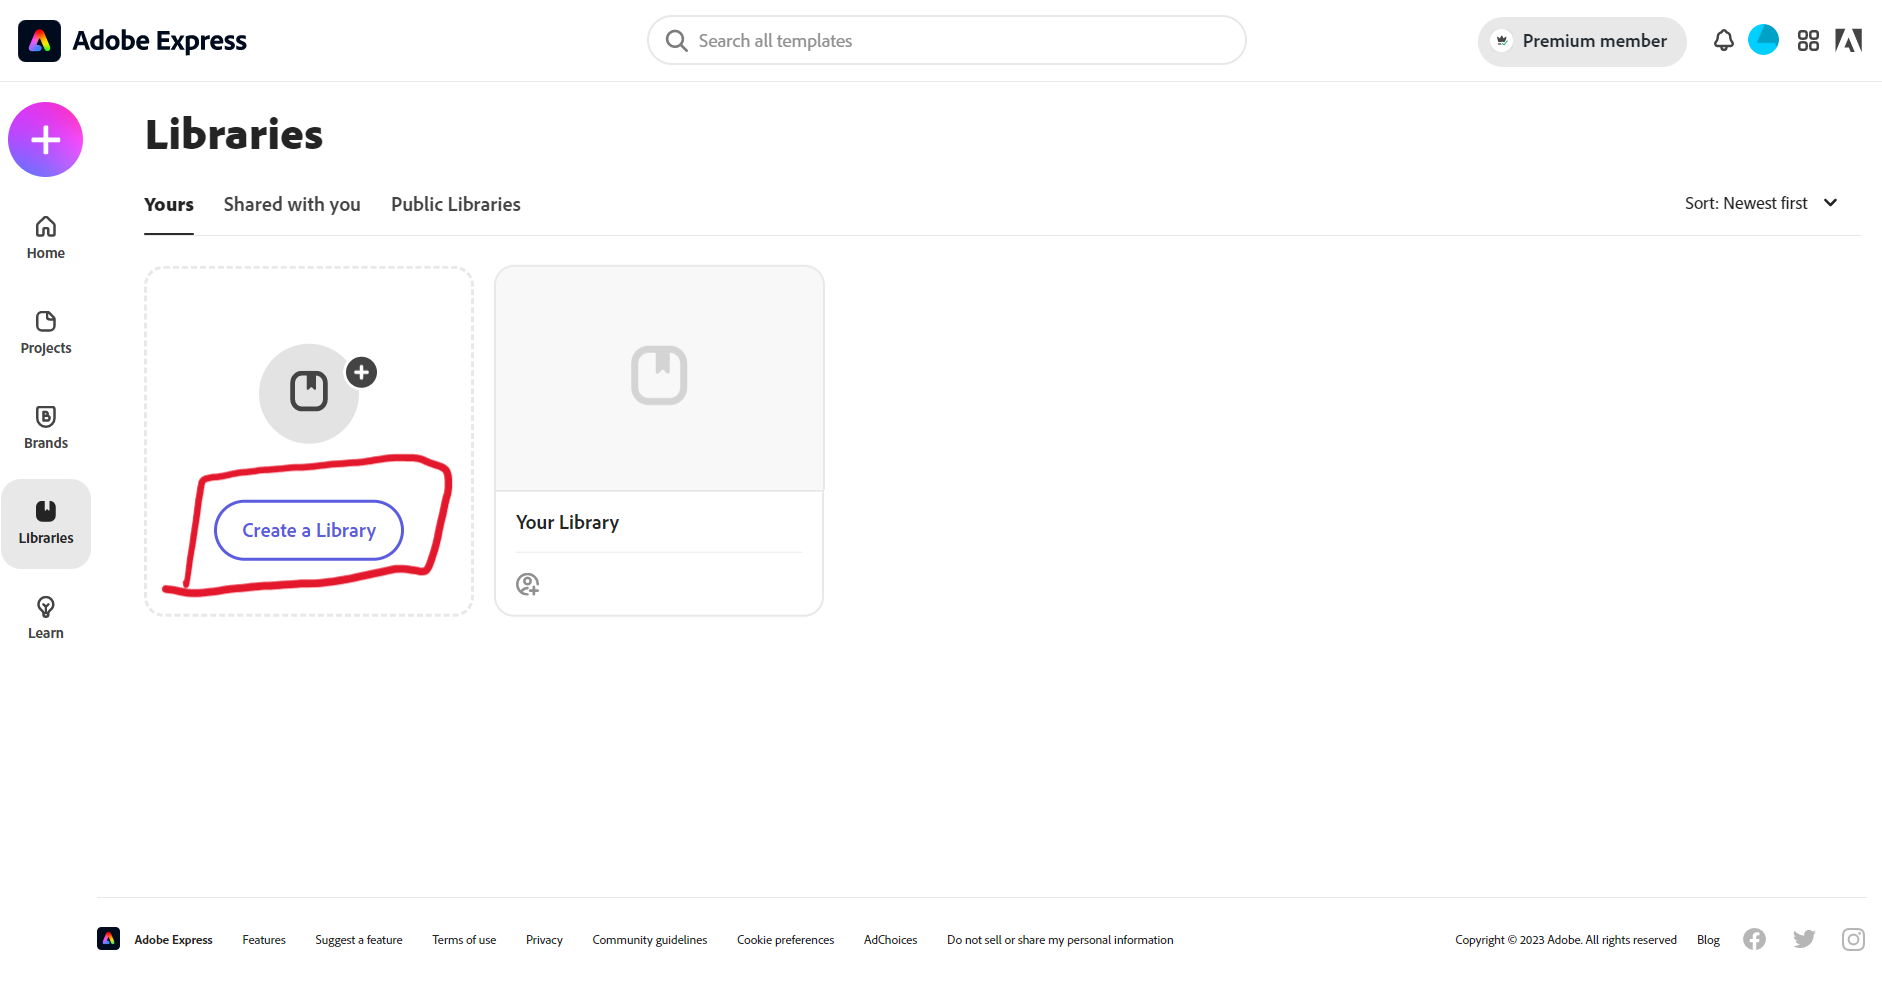 Adobe Express
Search all templates
Premium member
Libraries
Yours
Shared with you
Public Libraries
Sort: Newest first
Home
Projects
Brands
Libraries
Learn
Create a Library
Your Library
Adobe Express
Features
Suggest a feature
Terms of use
Privacy
Community guidelines
Cookie preferences
AdChoices
Do not sell or share my personal information
Copyright © 2023 Adobe. All rights reserved
Blog